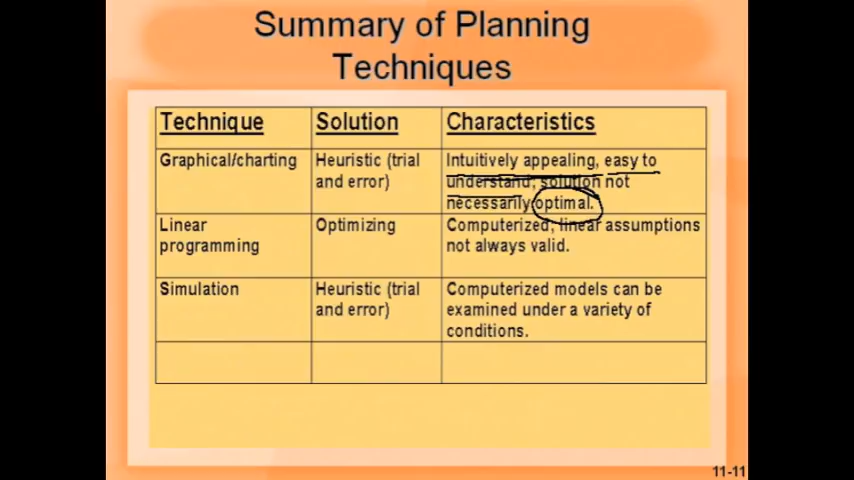 Summary of Planning
Techniques
Technique
Solution
Characteristics
Graphical/charting
Heuristic (trial
and error)
Intuitively appealing, easy to
understand; solution not
necessarily optimal.
Linear
programming
Optimizing
Computerized; linear assumptions
not always valid.
Simulation
Heuristic (trial
and error)
Computerized models can be
examined under a variety of
conditions.
11-11